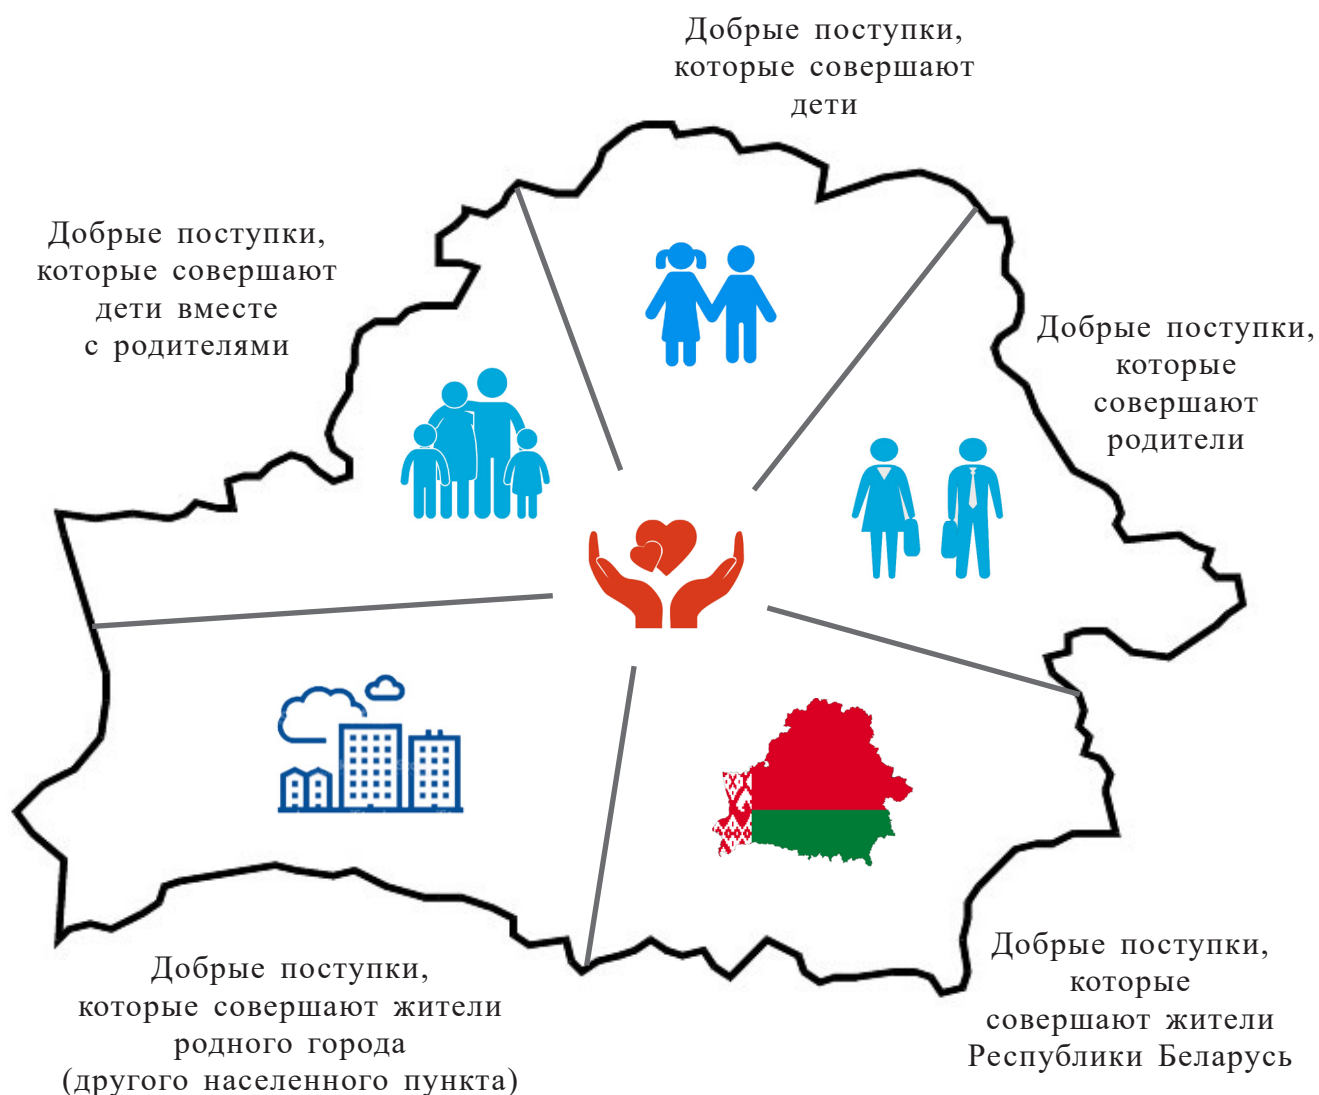 Добрые поступки,
которые совершают
дети
Добрые поступки,
которые совершают
дети вместе
с родителями
Добрые поступки,
которые
совершают
родители
Добрые поступки,
которые совершают жители
родного города
(другого населенного пункта)
Добрые поступки,
которые
совершают жители
Республики Беларусь